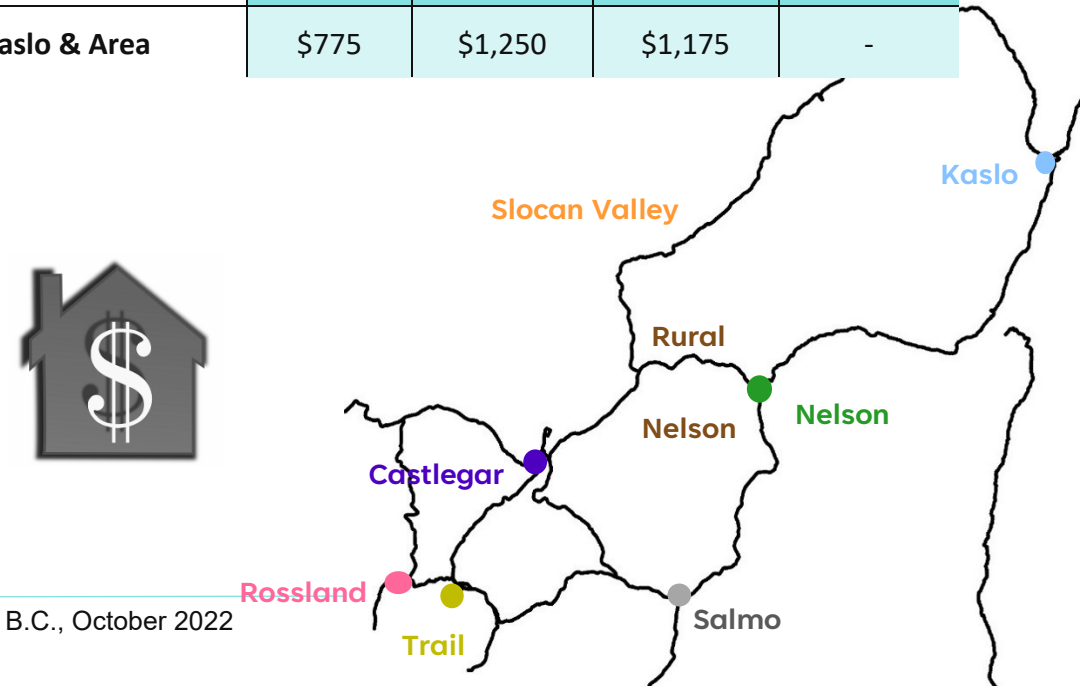 aslo & Area $775 $1,250 $1,175 -
Kaslo
Slocan Valley
$
Rural
Nelson
Nelson
Castlegar
Rossland
B.C., October 2022
Salmo
Trail